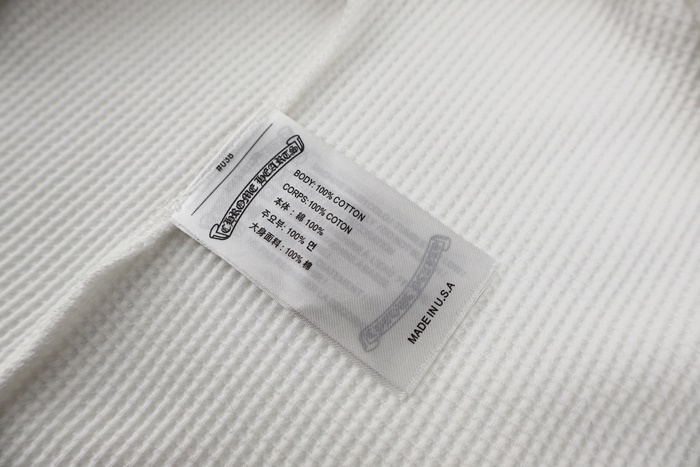 #U3B
CHROME HEARTS
BODY: 100% COTTON
CORPS: 100% COTON
本体：綿 100%
주요부: 100% 면
大身面料：100% 棉
MADE IN U.S.A